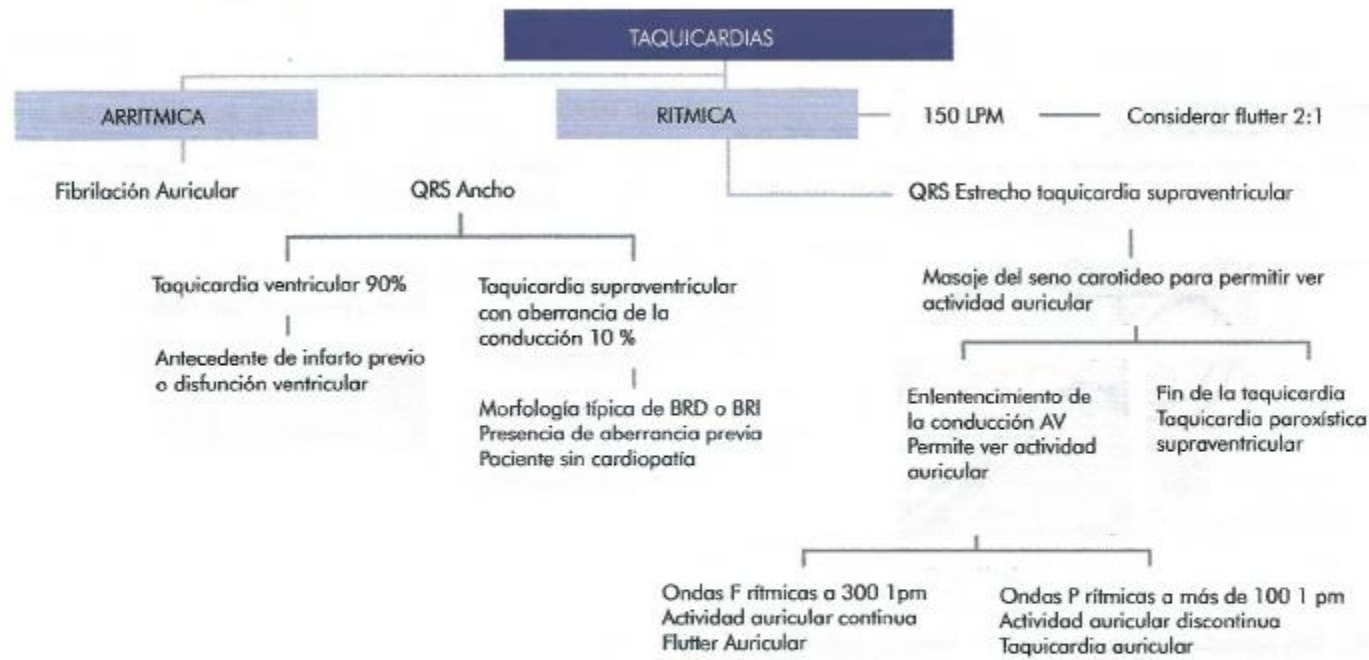 TAQUICARDIAS
ARRITMICA
RITMICA
150 LPM
Considerar flutter 2:1
Fibrilación Auricular
QRS Ancho
QRS Estrecho taquicardia supraventricular
Taquicardia ventricular 90%
Antecedente de infarto previo
o disfunción ventricular
Taquicardia supraventricular
con aberrancia de la
conducción 10 %
Morfología típica de BRD o BRI
Presencia de aberrancia previa
Paciente sin cardiopatía
Masaje del seno carotideo para permitir ver
actividad auricular
Enlentencimiento de
la conducción AV
Permite ver actividad
auricular
Fin de la taquicardia
Taquicardia paroxística
supraventricular
Ondas F rítmicas a 300 1pm
Actividad auricular continua
Flutter Auricular
Ondas P rítmicas a más de 100 1 pm
Actividad auricular discontinua
Taquicardia auricular